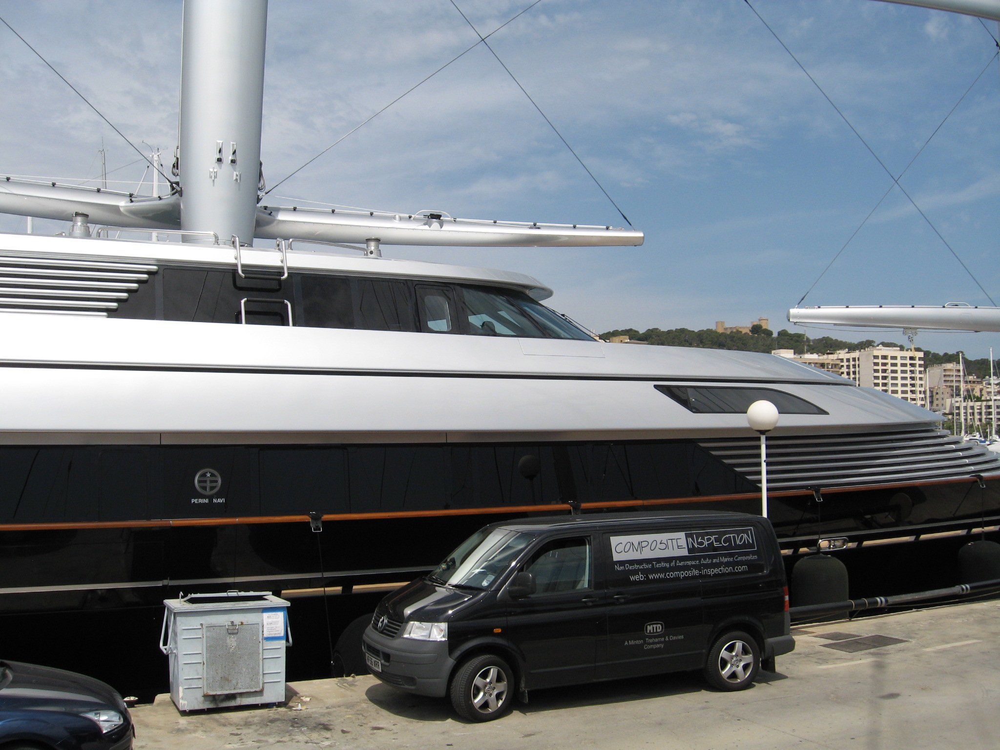 PERINI NAVI
COMPOSITE INSPECTION
Non Destructive Testing of Aerospace, Auto and Marine Composites
web: www.composite-inspection.com
MTD
A Minton Treharne & Davies
Company